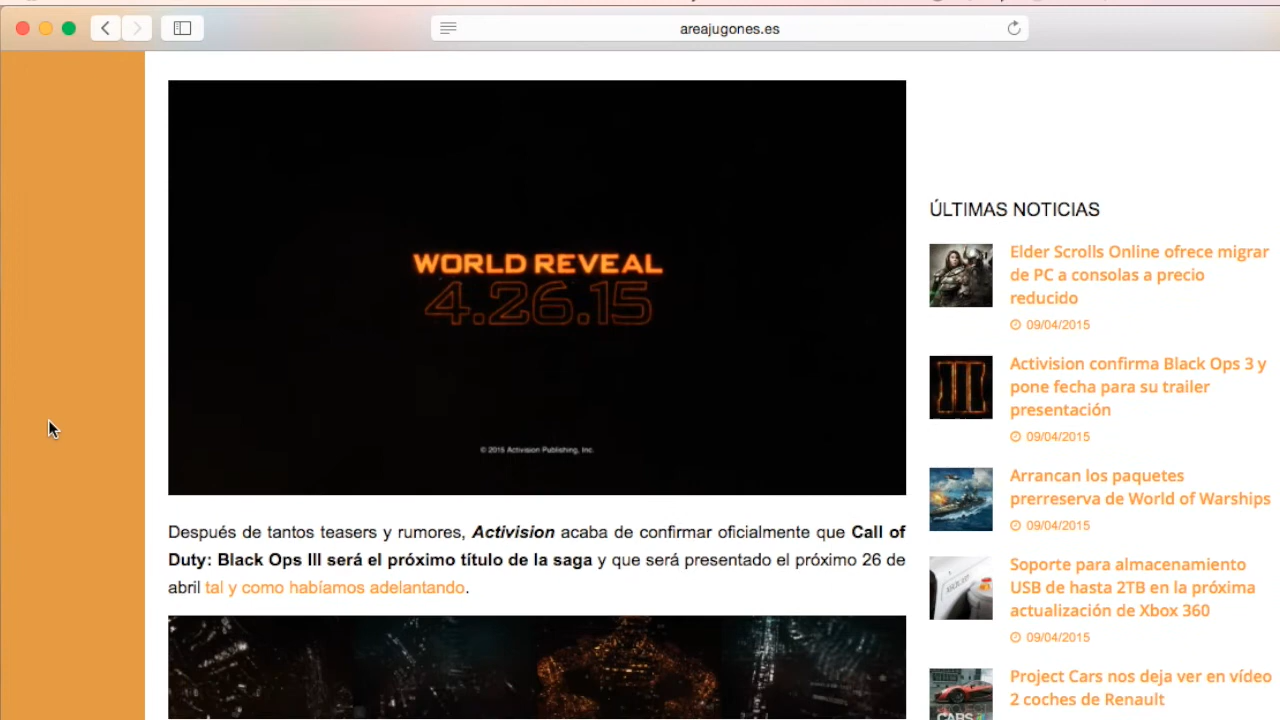 areajugones.es
WORLD REVEAL
4.26.15
© 2015 Activision Publishing, Inc.
Después de tantos teasers y rumores, Activision acaba de confirmar oficialmente que Call of
Duty: Black Ops III será el próximo título de la saga y que será presentado el próximo 26 de
abril tal y como habíamos adelantando.
ÚLTIMAS NOTICIAS
Elder Scrolls Online ofrece migrar
de PC a consolas a precio
reducido
09/04/2015
Activision confirma Black Ops 3 y
pone fecha para su trailer
presentación
09/04/2015
Arrancan los paquetes
prerreserva de World of Warships
09/04/2015
Soporte para almacenamiento
USB de hasta 2TB en la próxima
actualización de Xbox 360
09/04/2015
Project Cars nos deja ver en vídeo
2 coches de Renault
CARS